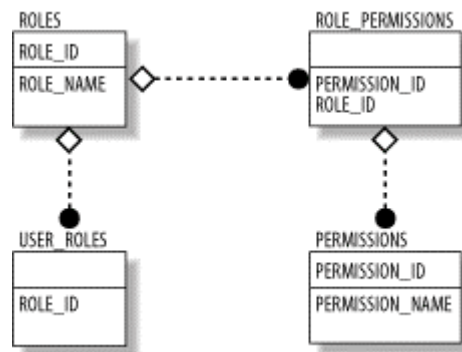 ROLES
ROLE_ID
ROLE_NAME
ROLE_PERMISSIONS
PERMISSION_ID
ROLE_ID
USER_ROLES
ROLE_ID
PERMISSIONS
PERMISSION_ID
PERMISSION_NAME